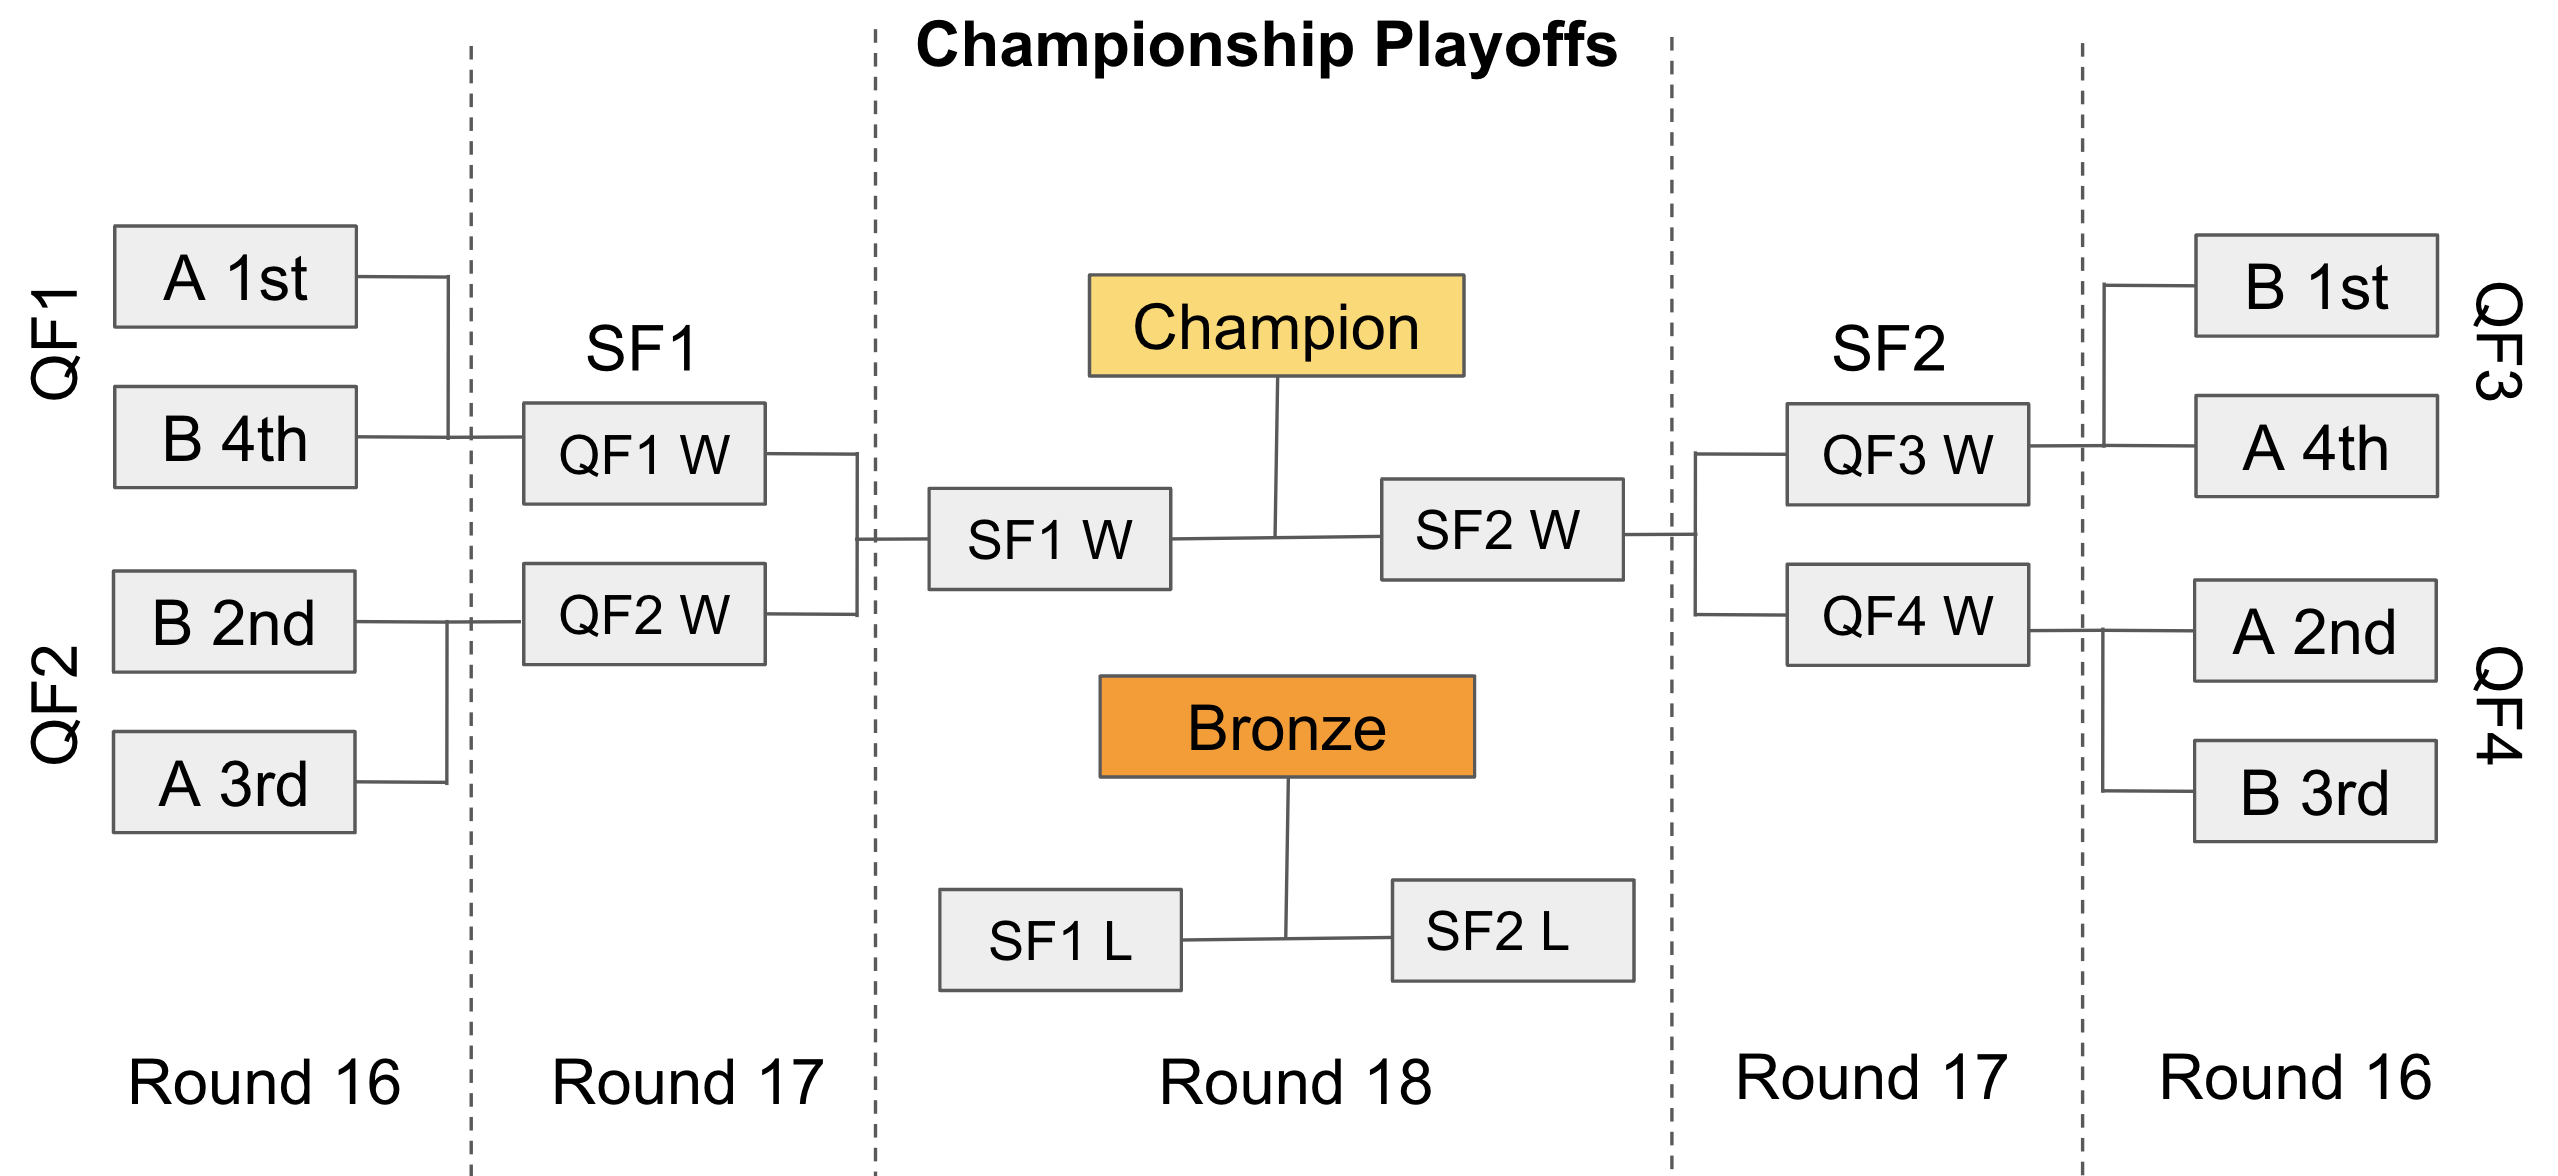 Championship Playoffs
QF1
A 1st
B 4th
QF2
B 2nd
A 3rd
Round 16
SF1
QF1 W
QF2 W
Round 17
Champion
SF1 W
SF2 W
Bronze
SF1 L
SF2 L
Round 18
SF2
QF3 W
QF4 W
Round 17
B 1st
A 4th
QF3
A 2nd
B 3rd
QF4
Round 16